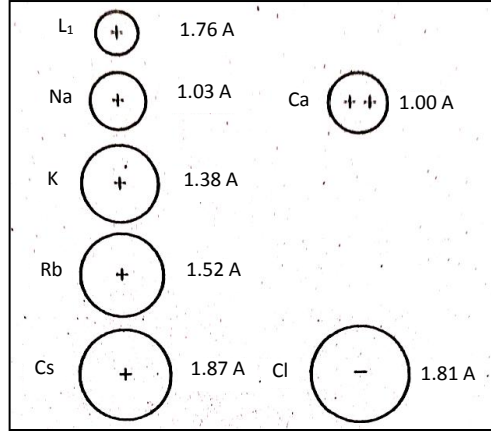 L₁ + 1.76 A
Na + 1.03 A
Ca ++ 1.00 A
K + 1.38 A
Rb + 1.52 A
Cs + 1.87 A
Cl − 1.81 A